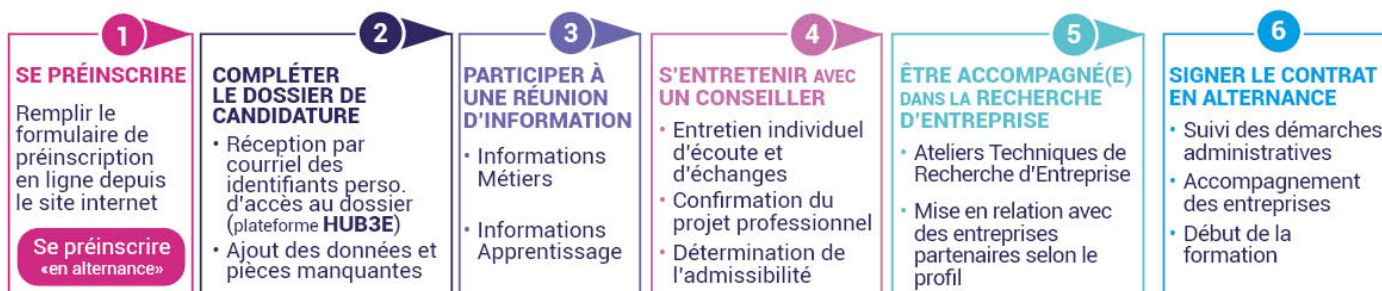 1
SE PRÉINSCRIRE
Remplir le
formulaire de
préinscription
en ligne depuis
le site internet
Se préinscrire
«en alternance»
2
COMPLÉTER
LE DOSSIER DE
CANDIDATURE
• Réception par
courriel des
identifiants perso.
d'accès au dossier
(plateforme HUB3E)
• Ajout des données et
pièces manquantes
3
PARTICIPER À
UNE RÉUNION
D'INFORMATION
• Informations
Métiers
• Informations
Apprentissage
4
S'ENTRETENIR AVEC
UN CONSEILLER
• Entretien individuel
d'écoute et
d'échanges
• Confirmation du
projet professionnel
• Détermination de
l'admissibilité
5
ÊTRE ACCOMPAGNÉ(E)
DANS LA RECHERCHE
D'ENTREPRISE
• Ateliers Techniques de
Recherche d'Entreprise
• Mise en relation avec
des entreprises
partenaires selon le
profil
6
SIGNER LE CONTRAT
EN ALTERNANCE
• Suivi des démarches
administratives
• Accompagnement
des entreprises
• Début de la
formation